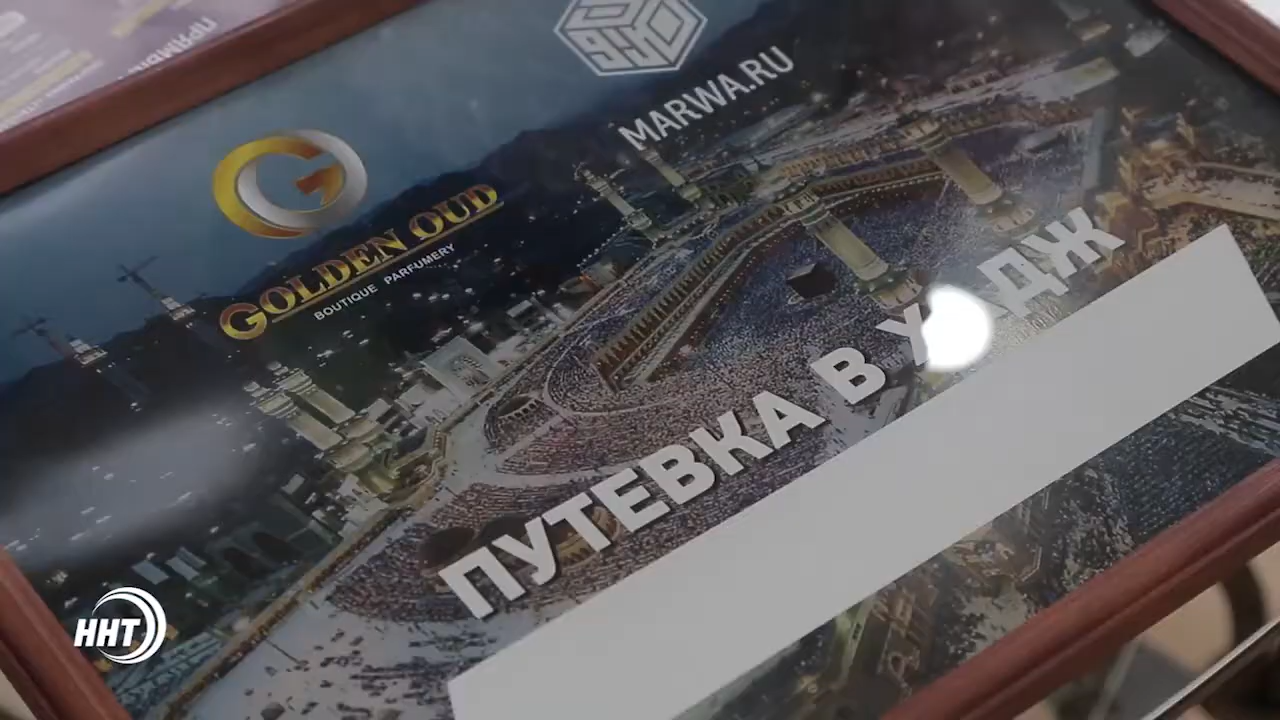 MARWA.RU
GOLDEN OUD
BOUTIQUE PARFUMERY
ПУТЕВКА В ХАДЖ
ННТ